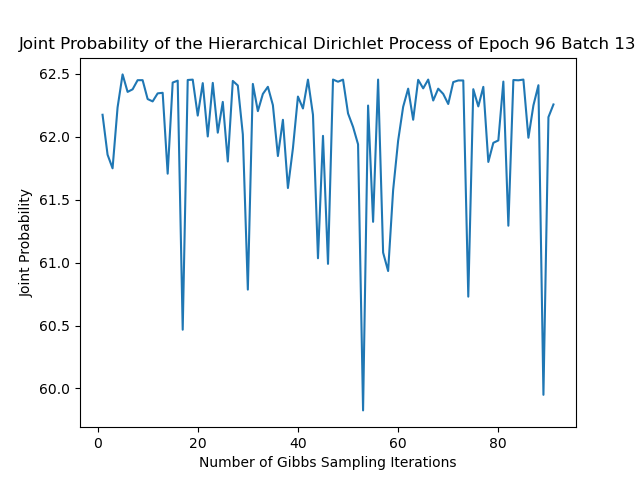 Joint Probability of the Hierarchical Dirichlet Process of Epoch 96 Batch 13
62.5
62.0
61.5
61.0
60.5
60.0
Joint Probability
0 20 40 60 80
Number of Gibbs Sampling Iterations